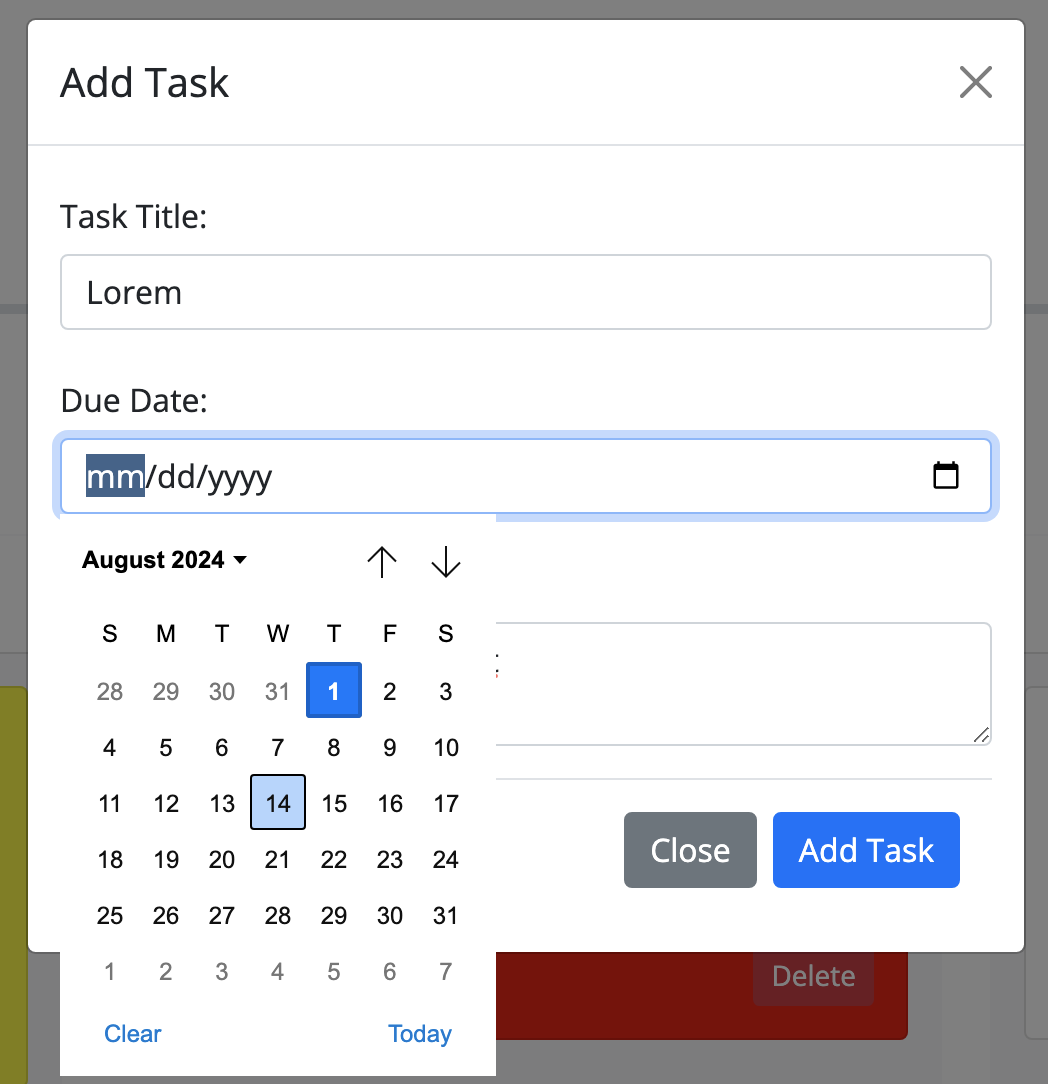 Add Task
Task Title:
Lorem
Due Date:
mm/dd/yyyy
August 2024
S M T W T F S
28 29 30 31 1 2 3
4 5 6 7 8 9 10
11 12 13 14 15 16 17
18 19 20 21 22 23 24
25 26 27 28 29 30 31
1 2 3 4 5 6 7
Clear Today
Close Add Task
Delete